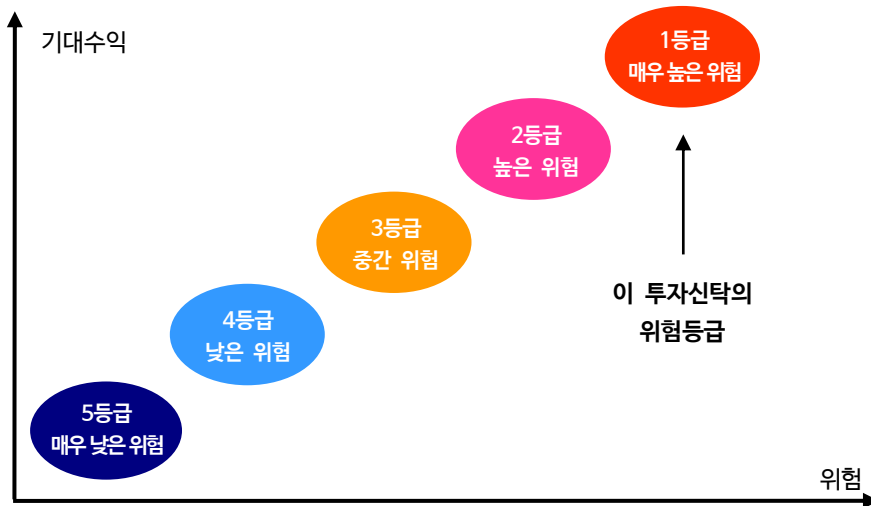 기대수익
1등급
매우 높은 위험
2등급
높은 위험
3등급
중간 위험
이 투자신탁의
위험등급
4등급
낮은 위험
5등급
매우 낮은 위험
위험